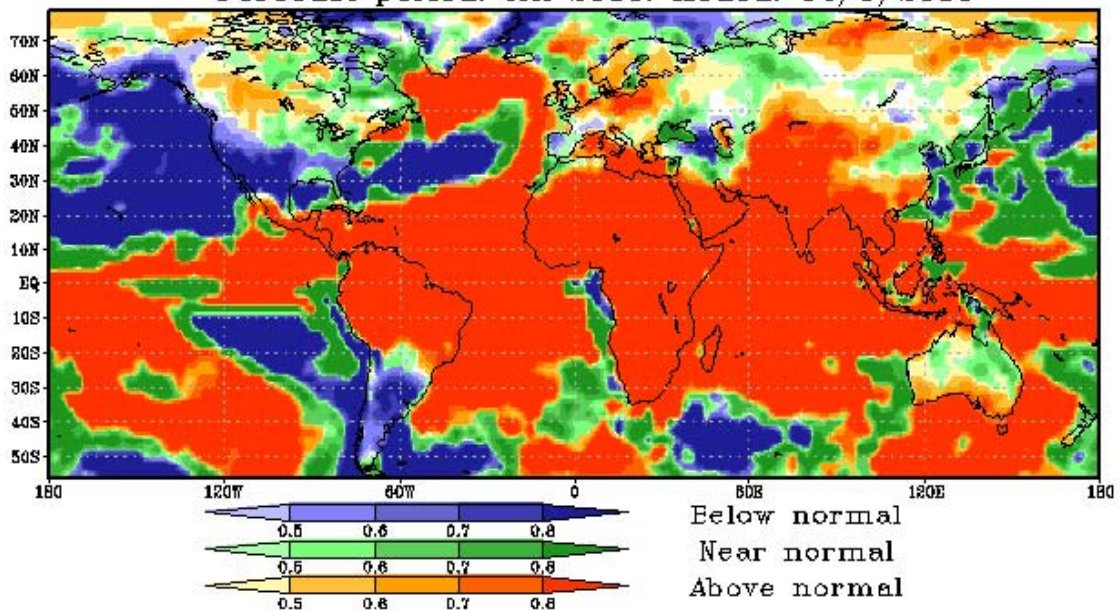 Forecast period:
70N
60N
50N
40N
30N
20N
10N
EQ
10S
20S
30S
40S
50S
180 120W 60W 0 60E 120E 180
0.5 0.6 0.7 0.8 Below normal
0.5 0.6 0.7 0.8 Near normal
0.5 0.6 0.7 0.8 Above normal